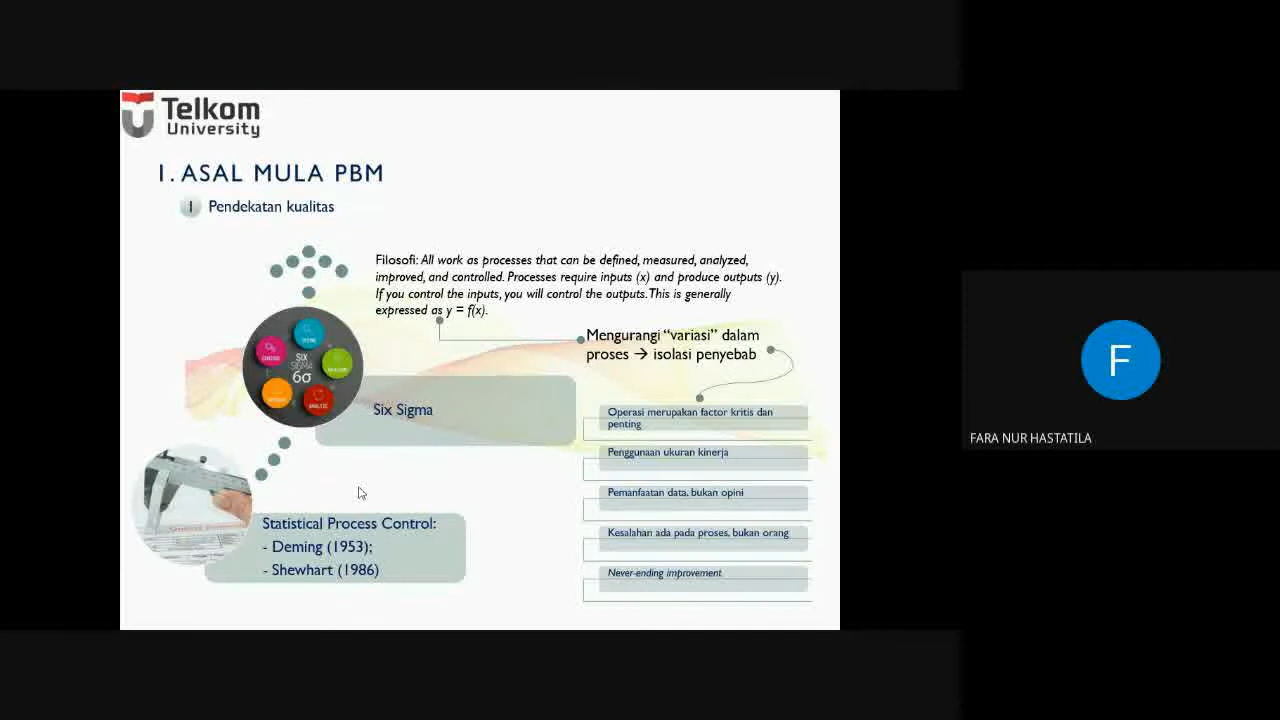 Telkom
University
1. ASAL MULA PBM
1 Pendekatan kualitas
Filosofi: All work as processes that can be defined, measured, analyzed,
improved, and controlled. Processes require inputs (x) and produce outputs (y).
If you control the inputs, you will control the outputs. This is generally
expressed as y = f(x).
Mengurangi “variasi” dalam
proses → isolasi penyebab
SIX
SIGMA
6σ
Six Sigma
Operasi merupakan factor kritis dan
penting
Penggunaan ukuran kinerja
Pemanfaatan data, bukan opini
Kesalahan ada pada proses, bukan orang
Never-ending improvement
Statistical Process Control:
- Deming (1953);
- Shewhart (1986)
F
FARA NUR HASTATILA